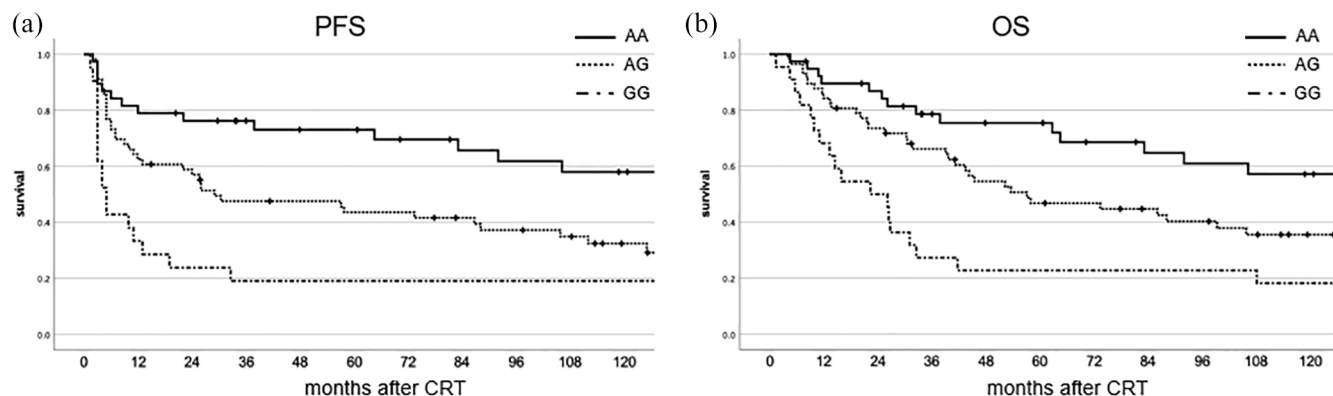 (a)
PFS
AA
AG
GG
1.0
0.8
0.6
0.4
0.2
0.0
survival
0 12 24 36 48 60 72 84 96 108 120
months after CRT
(b)
OS
AA
AG
GG
1.0
0.8
0.6
0.4
0.2
0.0
survival
0 12 24 36 48 60 72 84 96 108 120
months after CRT